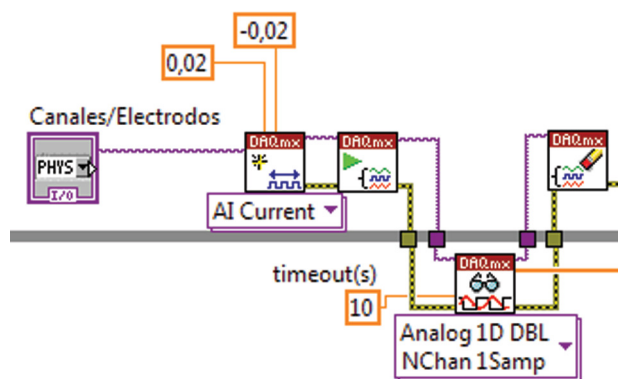 -0,02
0,02
Canales/Electrodos
PHYS
I/O
DAQmx
DAQmx
DAQmx
AI Current
DAQmx
timeout(s)
10
Analog 1D DBL
NChan 1Samp